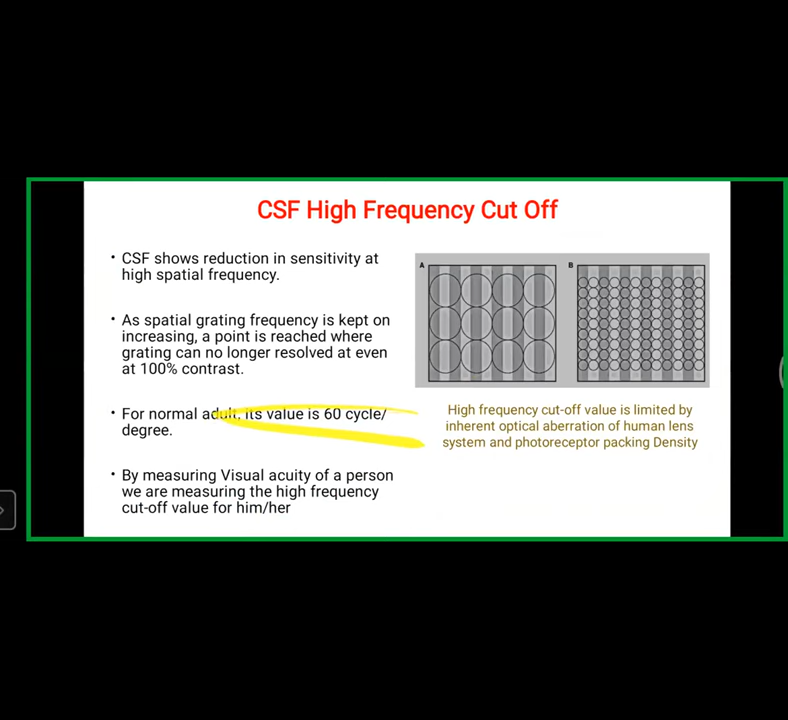 CSF High Frequency Cut Off
• CSF shows reduction in sensitivity at
high spatial frequency.
• As spatial grating frequency is kept on
increasing, a point is reached where
grating can no longer resolved at even
at 100% contrast.
• For normal adult, its value is 60 cycle/
degree.
• By measuring Visual acuity of a person
we are measuring the high frequency
cut-off value for him/her
A
B
High frequency cut-off value is limited by
inherent optical aberration of human lens
system and photoreceptor packing Density